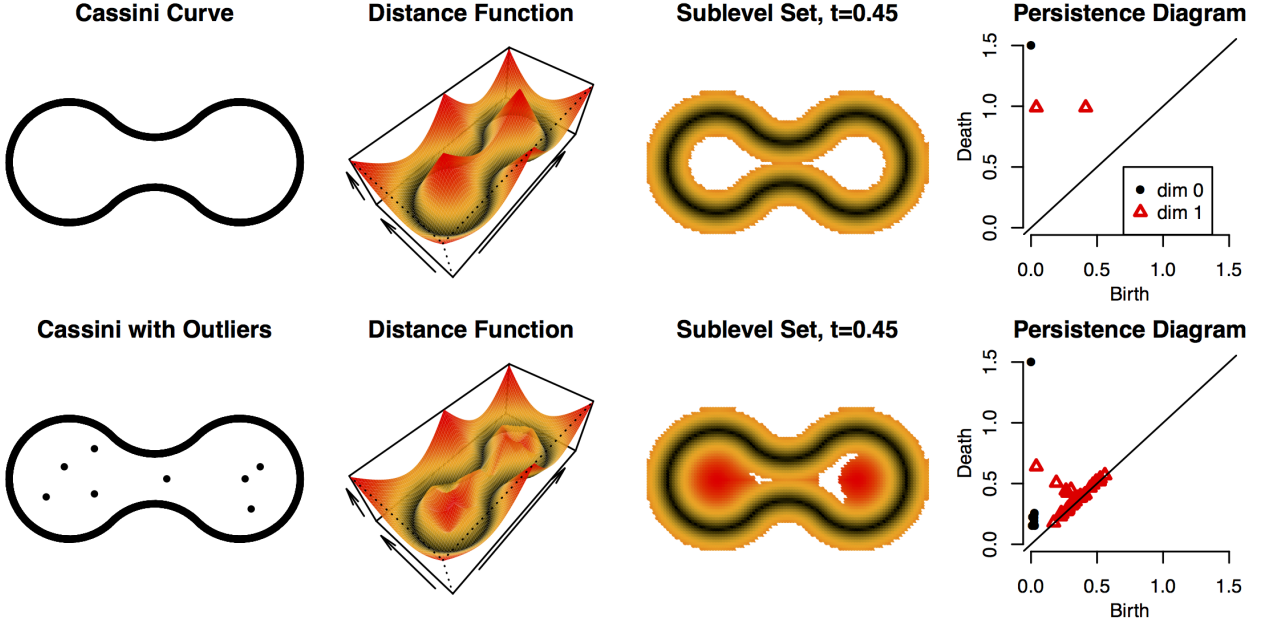 Cassini Curve
Distance Function
Sublevel Set, t=0.45
Persistence Diagram
1.5
1.0
0.5
0.0
Death
dim 0
dim 1
0.0 0.5 1.0 1.5
Birth
Cassini with Outliers
Distance Function
Sublevel Set, t=0.45
Persistence Diagram
1.5
1.0
0.5
0.0
Death
0.0 0.5 1.0 1.5
Birth